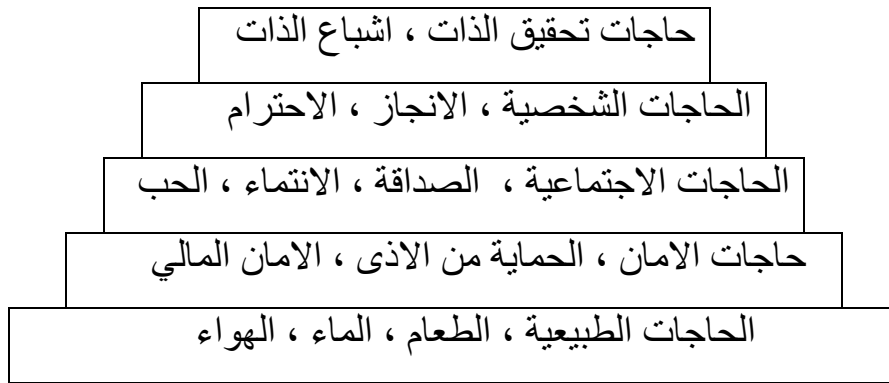 حاجات تحقيق الذات ، اشباع الذات
الحاجات الشخصية ، الانجاز ، الاحترام
الحاجات الاجتماعية ، الصداقة ، الانتماء ، الحب
حاجات الامان ، الحماية من الاذى ، الامان المالي
الحاجات الطبيعية ، الطعام ، الماء ، الهواء